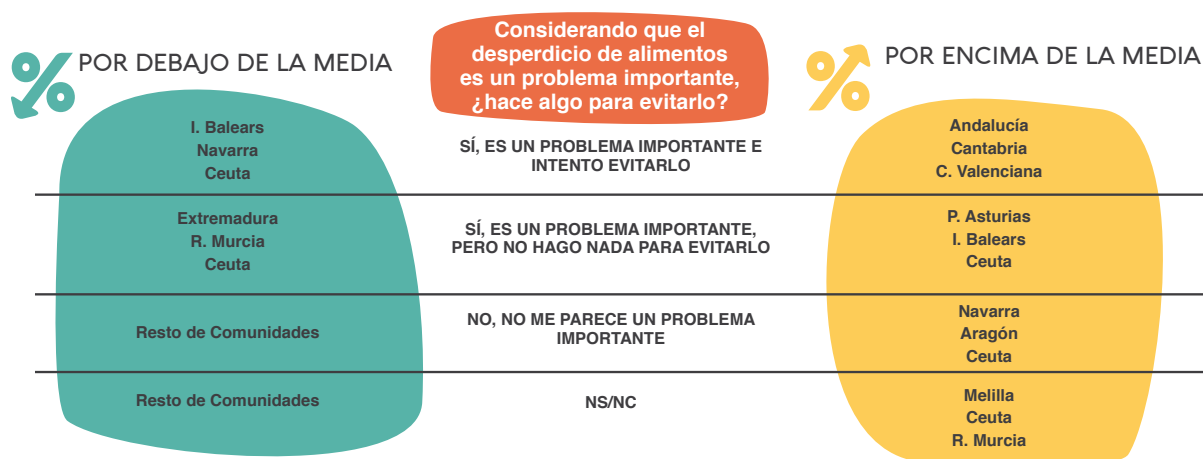 Considerando que el
desperdicio de alimentos
es un problema importante,
¿hace algo para evitarlo?
% POR DEBAJO DE LA MEDIA
% POR ENCIMA DE LA MEDIA
I. Balears
Navarra
Ceuta
SÍ, ES UN PROBLEMA IMPORTANTE E
INTENTO EVITARLO
Andalucía
Cantabria
C. Valenciana
Extremadura
R. Murcia
Ceuta
SÍ, ES UN PROBLEMA IMPORTANTE,
PERO NO HAGO NADA PARA EVITARLO
P. Asturias
I. Balears
Ceuta
Resto de Comunidades
NO, NO ME PARECE UN PROBLEMA
IMPORTANTE
Navarra
Aragón
Ceuta
Resto de Comunidades
NS/NC
Melilla
Ceuta
R. Murcia